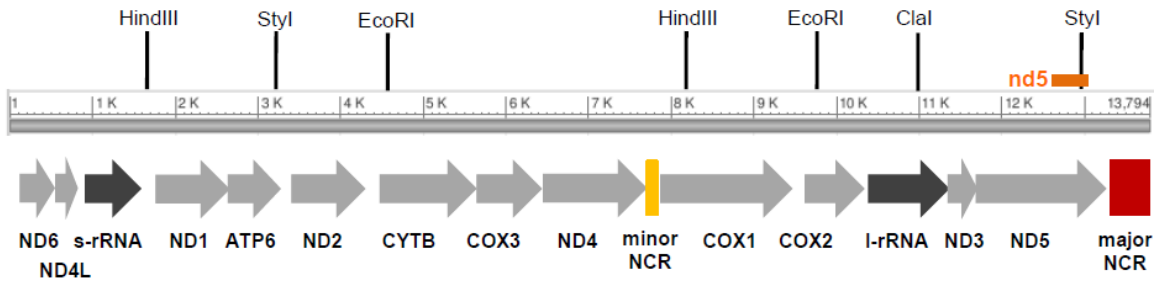 HindIII StyI EcoRI HindIII EcoRI ClaI StyI
nd5
1 1 K 2 K 3 K 4 K 5 K 6 K 7 K 8 K 9 K 10 K 11 K 12 K 13,794
ND6 s-rRNA ND1 ATP6 ND2 CYTB COX3 ND4 minor COX1 COX2 l-rRNA ND3 ND5 major
ND4L NCR NCR